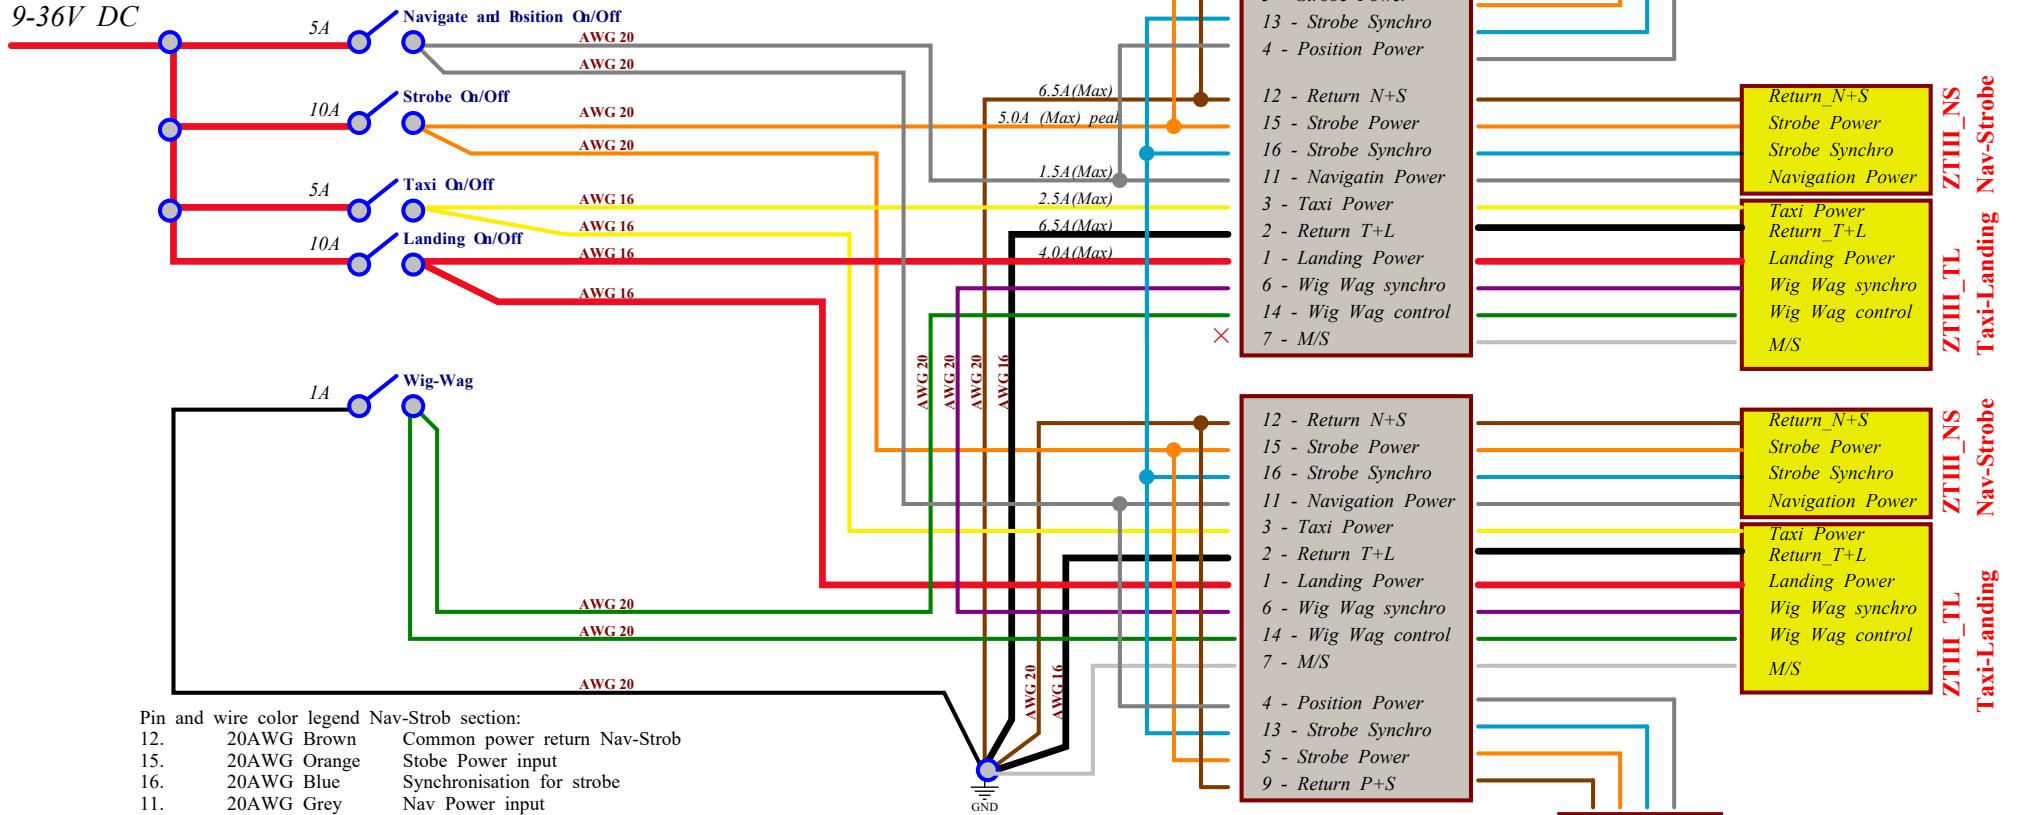 9-36V DC
5A
Navigate and Position On/Off
AWG 20
AWG 20
10A
Strobe On/Off
AWG 20
AWG 20
5A
Taxi On/Off
AWG 16
AWG 16
10A
Landing On/Off
AWG 16
AWG 16
1A
Wig-Wag
AWG 20
AWG 20
AWG 20
6.5A(Max)
5.0A (Max) peak
1.5A(Max)
2.5A(Max)
6.5A(Max)
4.0A(Max)
AWG 20
AWG 20
AWG 20
AWG 16
AWG 20
AWG 16
GND
13 - Strobe Synchro
4 - Position Power
12 - Return N+S
15 - Strobe Power
16 - Strobe Synchro
11 - Navigatin Power
3 - Taxi Power
2 - Return T+L
1 - Landing Power
6 - Wig Wag synchro
14 - Wig Wag control
7 - M/S
Return_N+S
Strobe Power
Strobe Synchro
Navigation Power
ZTIII_NS
Nav-Strobe
Taxi Power
Return_T+L
Landing Power
Wig Wag synchro
Wig Wag control
M/S
ZTIII_TL
Taxi-Landing
12 - Return N+S
15 - Strobe Power
16 - Strobe Synchro
11 - Navigation Power
3 - Taxi Power
2 - Return T+L
1 - Landing Power
6 - Wig Wag synchro
14 - Wig Wag control
7 - M/S
4 - Position Power
13 - Strobe Synchro
5 - Strobe Power
9 - Return P+S
Return_N+S
Strobe Power
Strobe Synchro
Navigation Power
ZTIII_NS
Nav-Strobe
Taxi Power
Return_T+L
Landing Power
Wig Wag synchro
Wig Wag control
M/S
ZTIII_TL
Taxi-Landing
Pin and wire color legend Nav-Strob section:
12. 20AWG Brown Common power return Nav-Strob
15. 20AWG Orange Stobe Power input
16. 20AWG Blue Synchronisation for strobe
11. 20AWG Grey Nav Power input